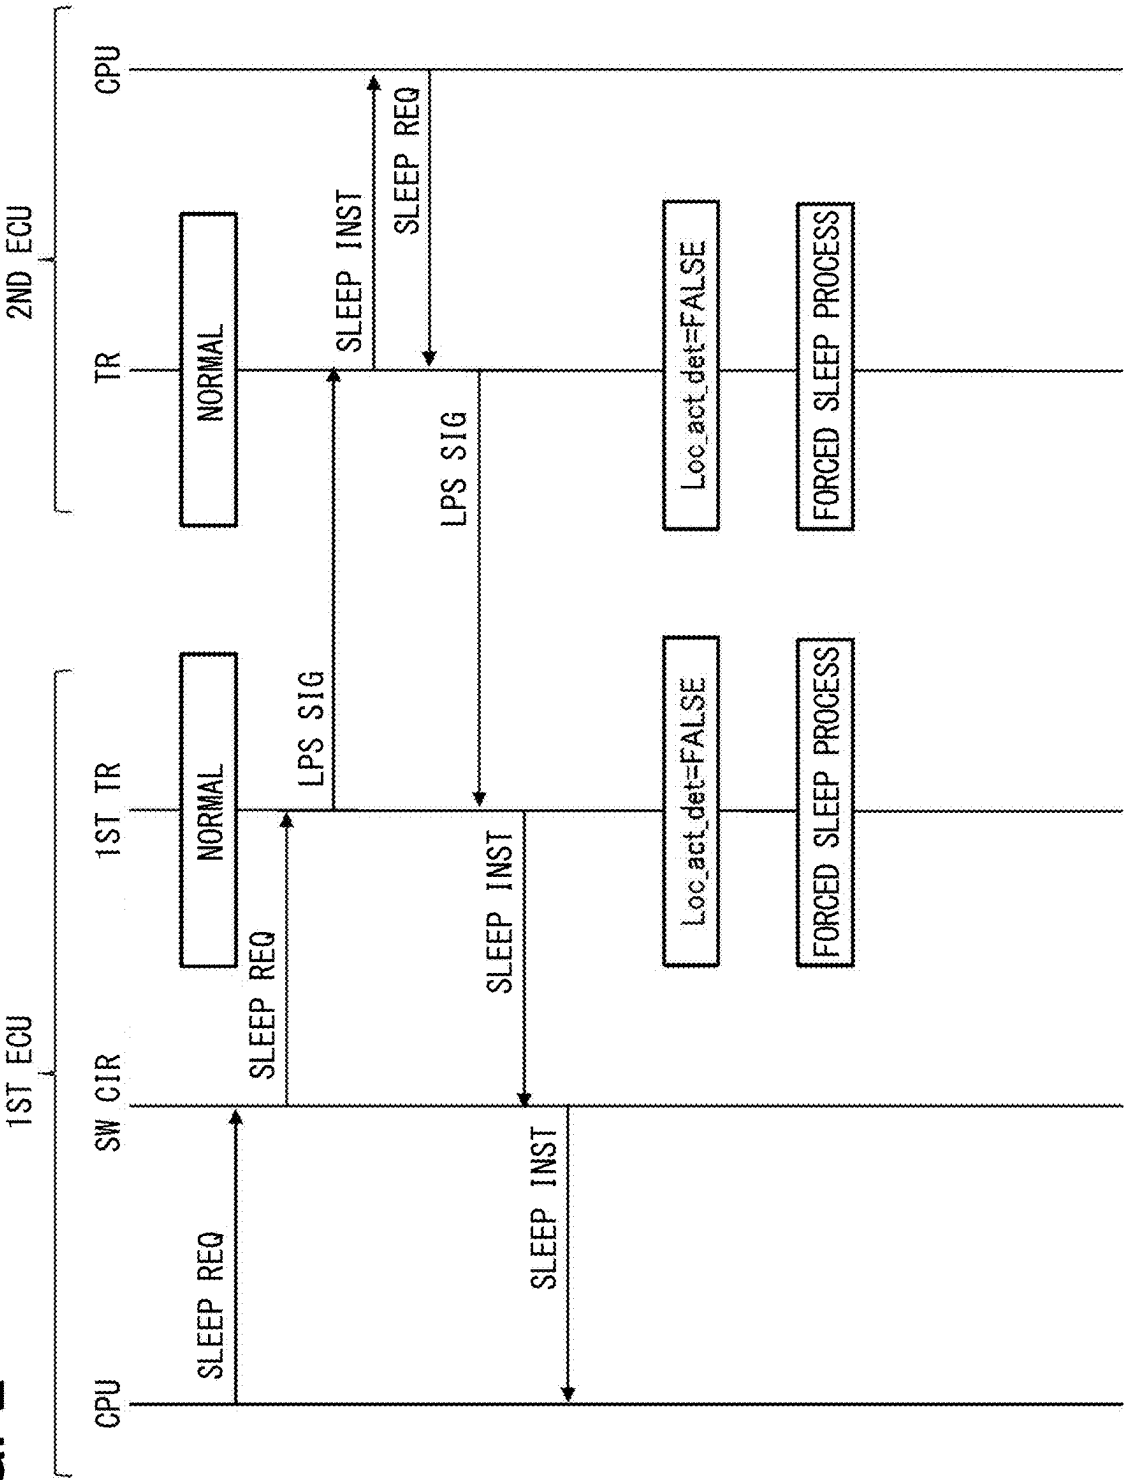 1ST ECU
2ND ECU
CPU
SW CIR
1ST TR
TR
CPU
NORMAL
NORMAL
SLEEP REQ
SLEEP REQ
LPS SIG
SLEEP INST
SLEEP REQ
LPS SIG
SLEEP INST
SLEEP INST
Loc_act_det=FALSE
Loc_act_det=FALSE
FORCED SLEEP PROCESS
FORCED SLEEP PROCESS